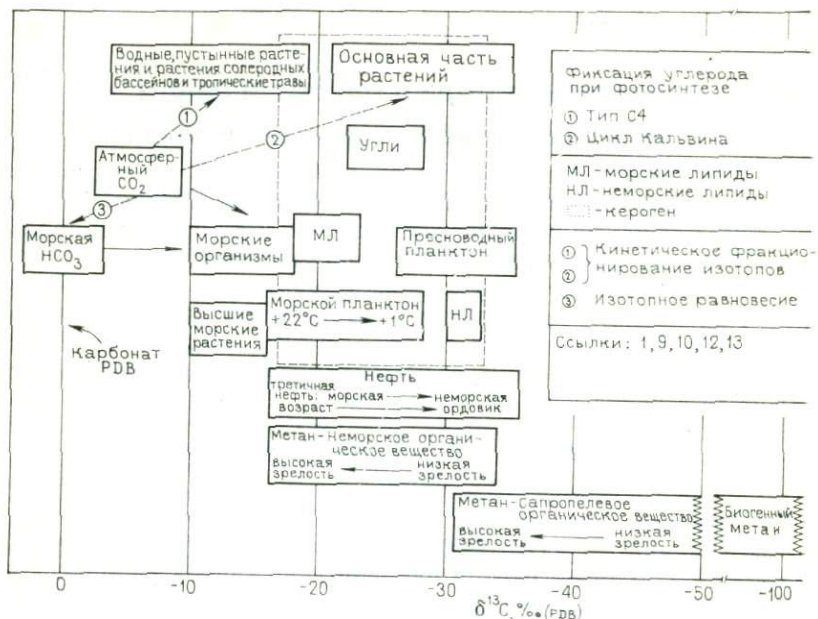 Водные, пустынные расте-
ния и растения солеродных
бассейнов и тропические травы
Основная часть
растений
①
②
Атмосфер-
ный
CO₂
Угли
③
Морская
HCO₃
Морские
организмы
МЛ
Пресноводный
планктон
Высшие
морские
растения
Морской планктон
+22°C → +1°C
НЛ
Карбонат
PDB
Нефть
третичная
нефть: морская → неморская
возраст → ордовик
Метан-Неморское органи-
ческое вещество
высокая ← низкая
зрелость зрелость
Метан-Сапропелевое
органическое вещество
высокая ← низкая
зрелость зрелость
Биогенный
метан
0 -10 -20 -30 -40 -50 -100
δ¹³C, ‰ (PDB)
Фиксация углерода
при фотосинтезе
① Тип С4
② Цикл Кальвина
МЛ-морские липиды
НЛ-неморские липиды
-кероген
① } Кинетическое фракцио-
② } нирование изотопов
③ Изотопное равновесие
Ссылки: 1,9,10,12,13